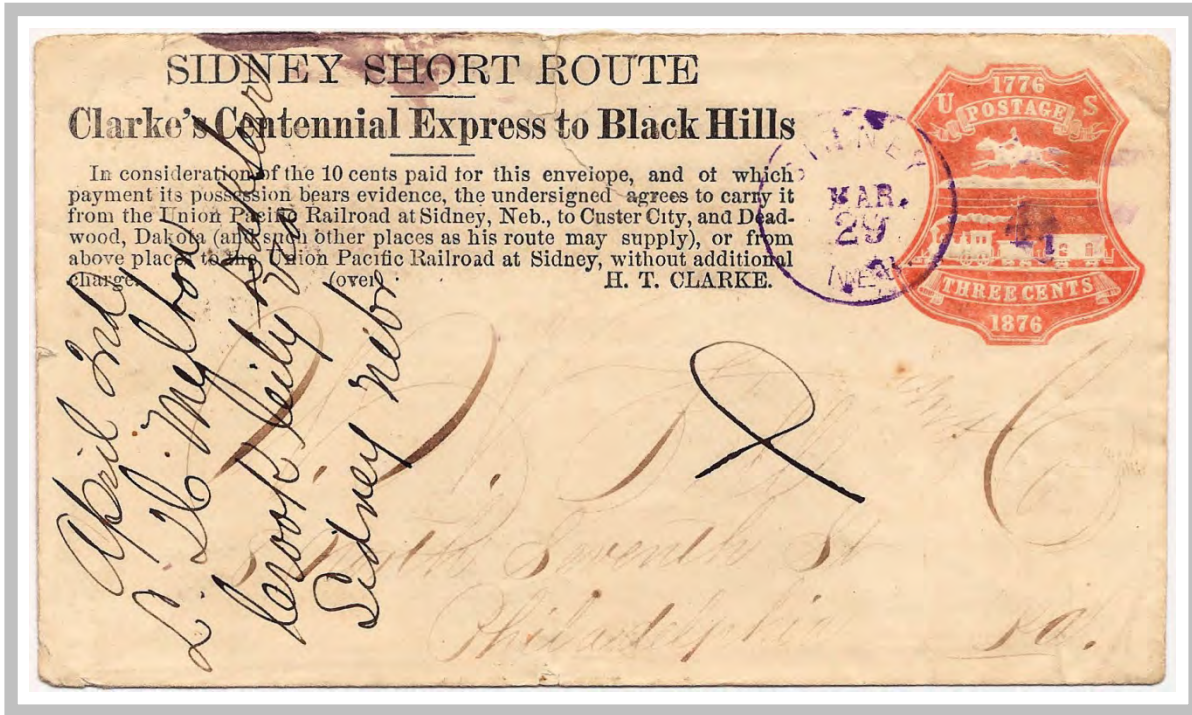 SIDNEY SHORT ROUTE
Clarke's Centennial Express to Black Hills
In consideration of the 10 cents paid for this envelope, and of which
payment its possession bears evidence, the undersigned agrees to carry it
from the Union Pacific Railroad at Sidney, Neb., to Custer City, and Dead-
wood, Dakota (and such other places as his route may supply), or from
above places to the Union Pacific Railroad at Sidney, without additional
charge. (over) H. T. CLARKE.
1776
U S
POSTAGE
THREE CENTS
1876
SIDNEY
MAR.
29
NEB.
April
L. H.
Sidney Nebr
Seventh St
Philadelphia
Pa.